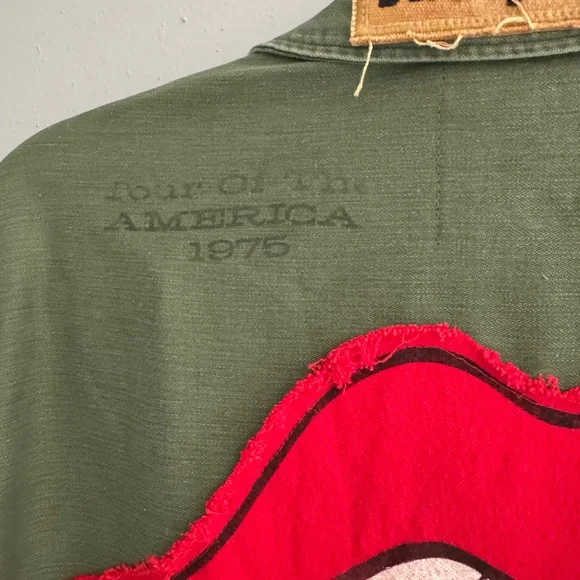 Tour Of The
AMERICA
1975